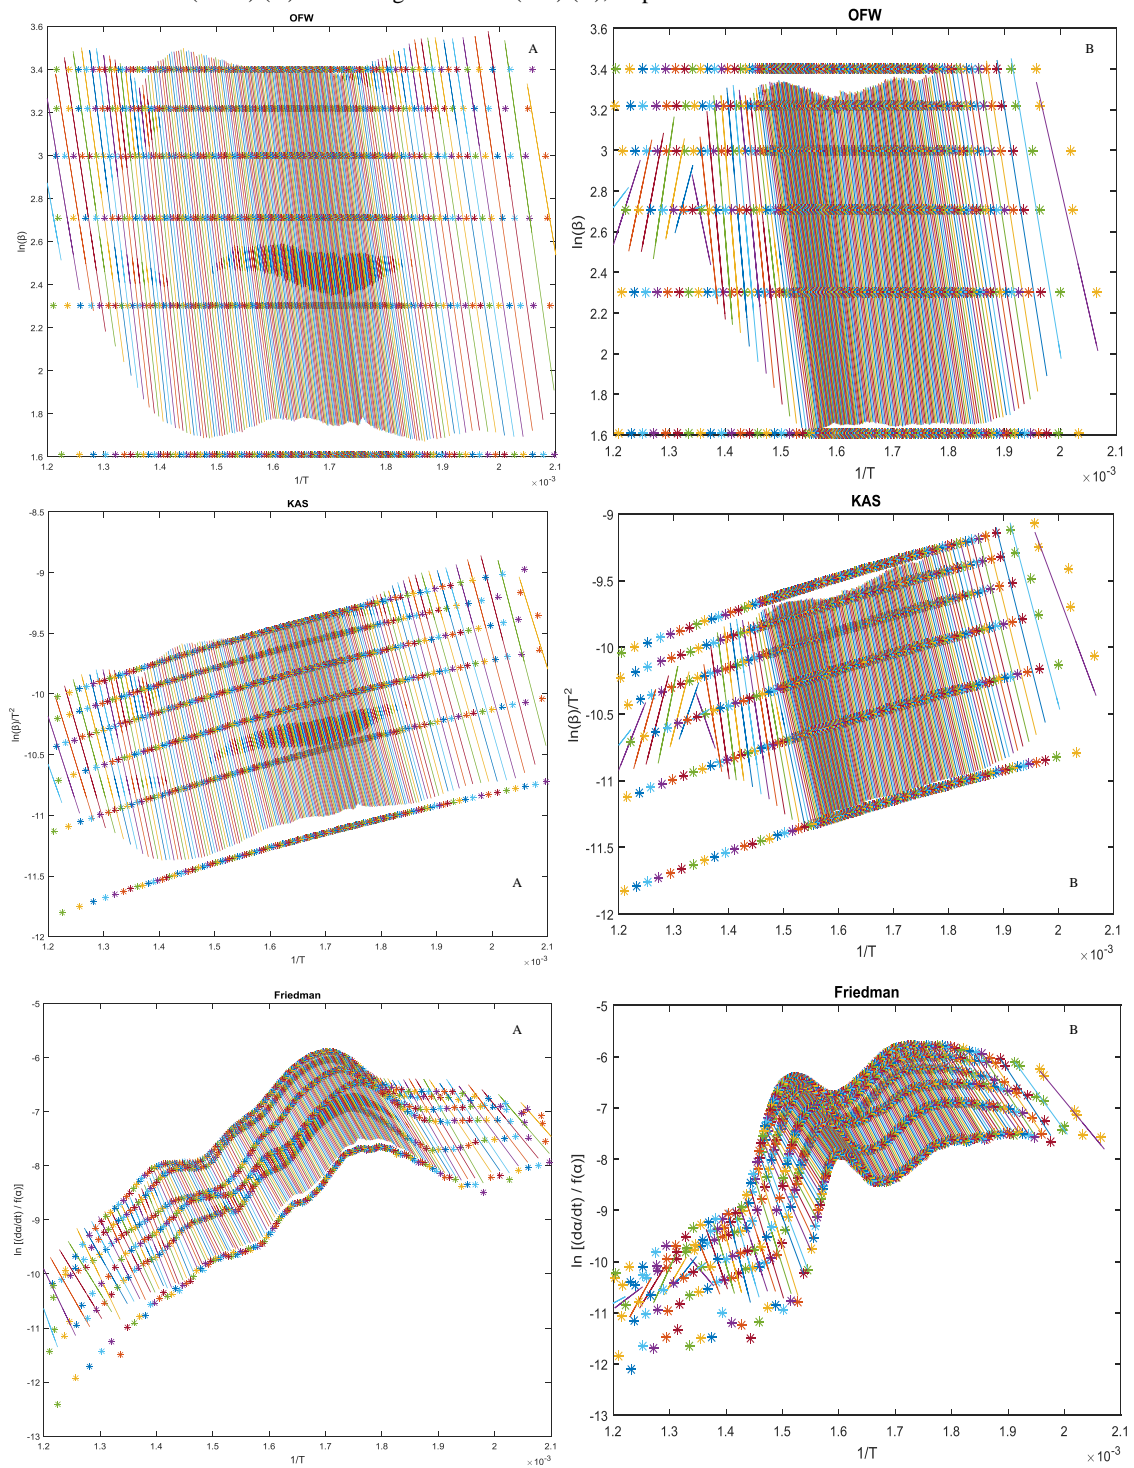 OFW
A
3.6
3.4
3.2
3
2.8
2.6
2.4
2.2
2
1.8
1.6
ln(β)
1.2 1.3 1.4 1.5 1.6 1.7 1.8 1.9 2 2.1
1/T
×10⁻³
OFW
B
3.6
3.4
3.2
3
2.8
2.6
2.4
2.2
2
1.8
1.6
ln(β)
1.2 1.3 1.4 1.5 1.6 1.7 1.8 1.9 2 2.1
1/T
×10⁻³
KAS
-8.5
-9
-9.5
-10
-10.5
-11
-11.5
-12
ln(β)/T²
A
1.2 1.3 1.4 1.5 1.6 1.7 1.8 1.9 2 2.1
1/T
×10⁻³
KAS
-9
-9.5
-10
-10.5
-11
-11.5
-12
ln(β)/T²
B
1.2 1.3 1.4 1.5 1.6 1.7 1.8 1.9 2 2.1
1/T
×10⁻³
Friedman
A
-5
-6
-7
-8
-9
-10
-11
-12
-13
ln [(dα/dt) / f(α)]
1.2 1.3 1.4 1.5 1.6 1.7 1.8 1.9 2 2.1
1/T
×10⁻³
Friedman
B
-5
-6
-7
-8
-9
-10
-11
-12
-13
ln [(dα/dt) / f(α)]
1.2 1.3 1.4 1.5 1.6 1.7 1.8 1.9 2 2.1
1/T
×10⁻³